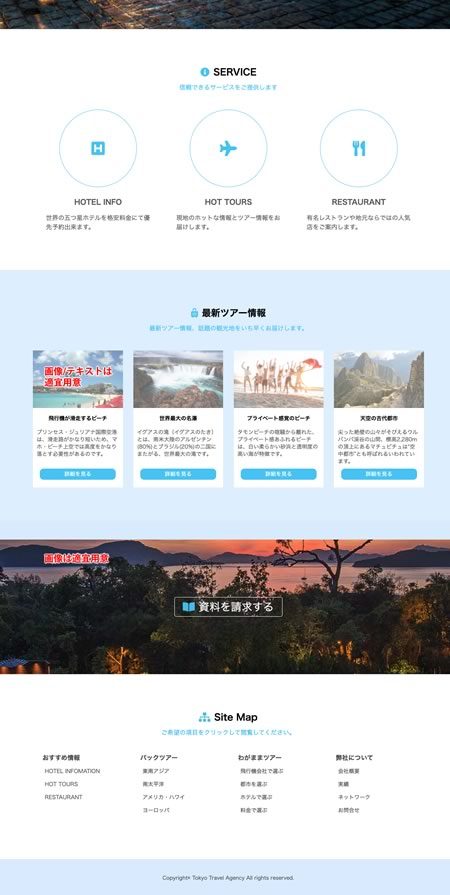 SERVICE
信頼できるサービスをご提供します
H
HOTEL INFO
世界の五つ星ホテルを格安料金にて優
先予約出来ます。
HOT TOURS
現地のホットな情報とツアー情報をお
届けします。
RESTAURANT
有名レストランや地元ならではの人気
店をご案内します。
最新ツアー情報
最新ツアー情報、話題の観光地をいち早くお届けします。
画像/テキストは
適宜用意
飛行機が滑走するビーチ
プリンセス・ジュリアナ国際空港
は、滑走路がかなり短いため、マ
ホ・ビーチ上空では高度をかなり
落とす必要性があるのです。
詳細を見る
世界最大の名瀑
イグアスの滝（イグアスのたき）
とは、南米大陸のアルゼンチン
(80%)とブラジル(20%)の二国に
またがる、世界最大の滝です。
詳細を見る
プライベート感覚のビーチ
タモンビーチの喧騒から離れた、
プライベート感あふれるビーチ
は、白い柔らかい砂浜と透明度の
高い海が特徴です。
詳細を見る
天空の古代都市
尖った絶壁の山々がそびえるウル
バンバ渓谷の山間、標高2,280m
の頂上にあるマチュピチュは“空
中都市”とも呼ばれるいわれてい
ます。
詳細を見る
画像は適宜用意
資料を請求する
Site Map
ご希望の項目をクリックして閲覧してください。
おすすめ情報
HOTEL INFOMATION
HOT TOURS
RESTAURANT
パックツアー
東南アジア
南太平洋
アメリカ・ハワイ
ヨーロッパ
わがままツアー
飛行機会社で選ぶ
都市を選ぶ
ホテルで選ぶ
料金で選ぶ
弊社について
会社概要
実績
ネットワーク
お問合せ
Copyright© Tokyo Travel Agency All rights reserved.